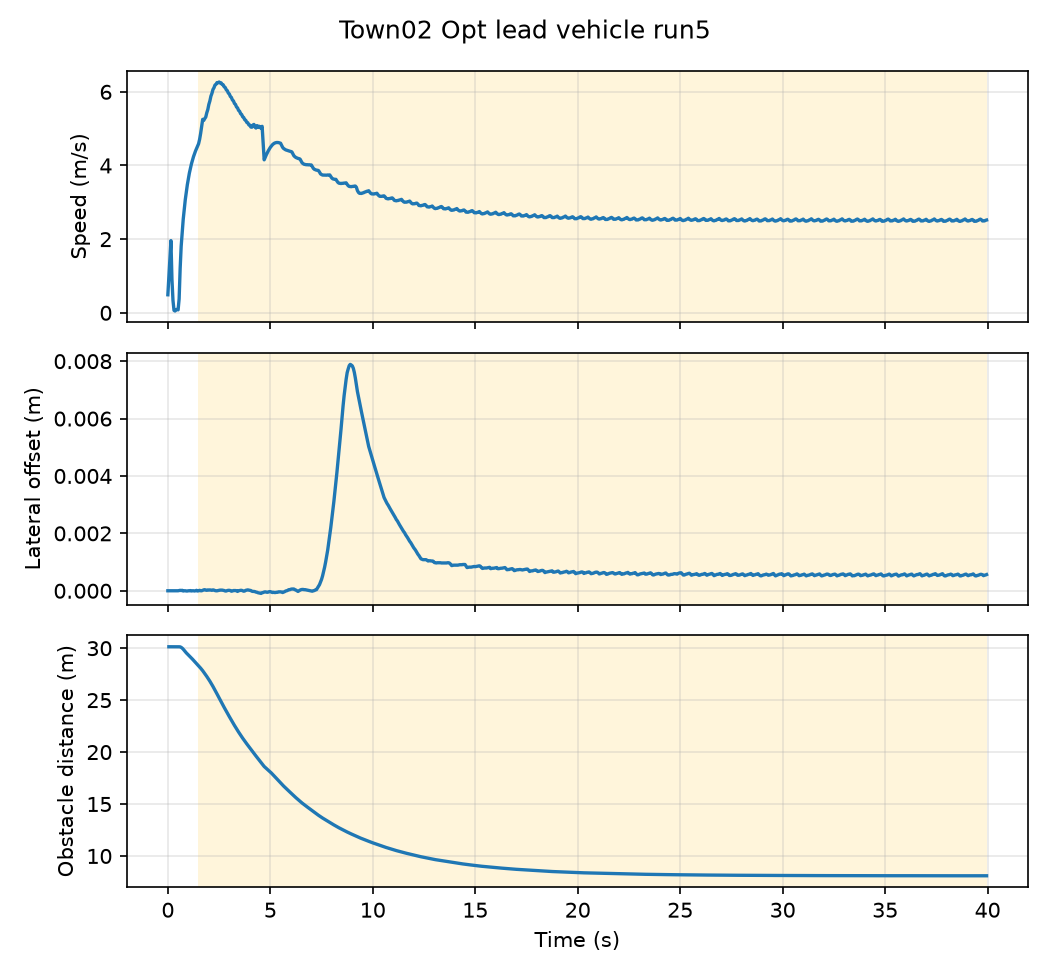 Town02 Opt lead vehicle run5
Speed (m/s)
6
4
2
0
Lateral offset (m)
0.008
0.006
0.004
0.002
0.000
Obstacle distance (m)
30
25
20
15
10
0 5 10 15 20 25 30 35 40
Time (s)